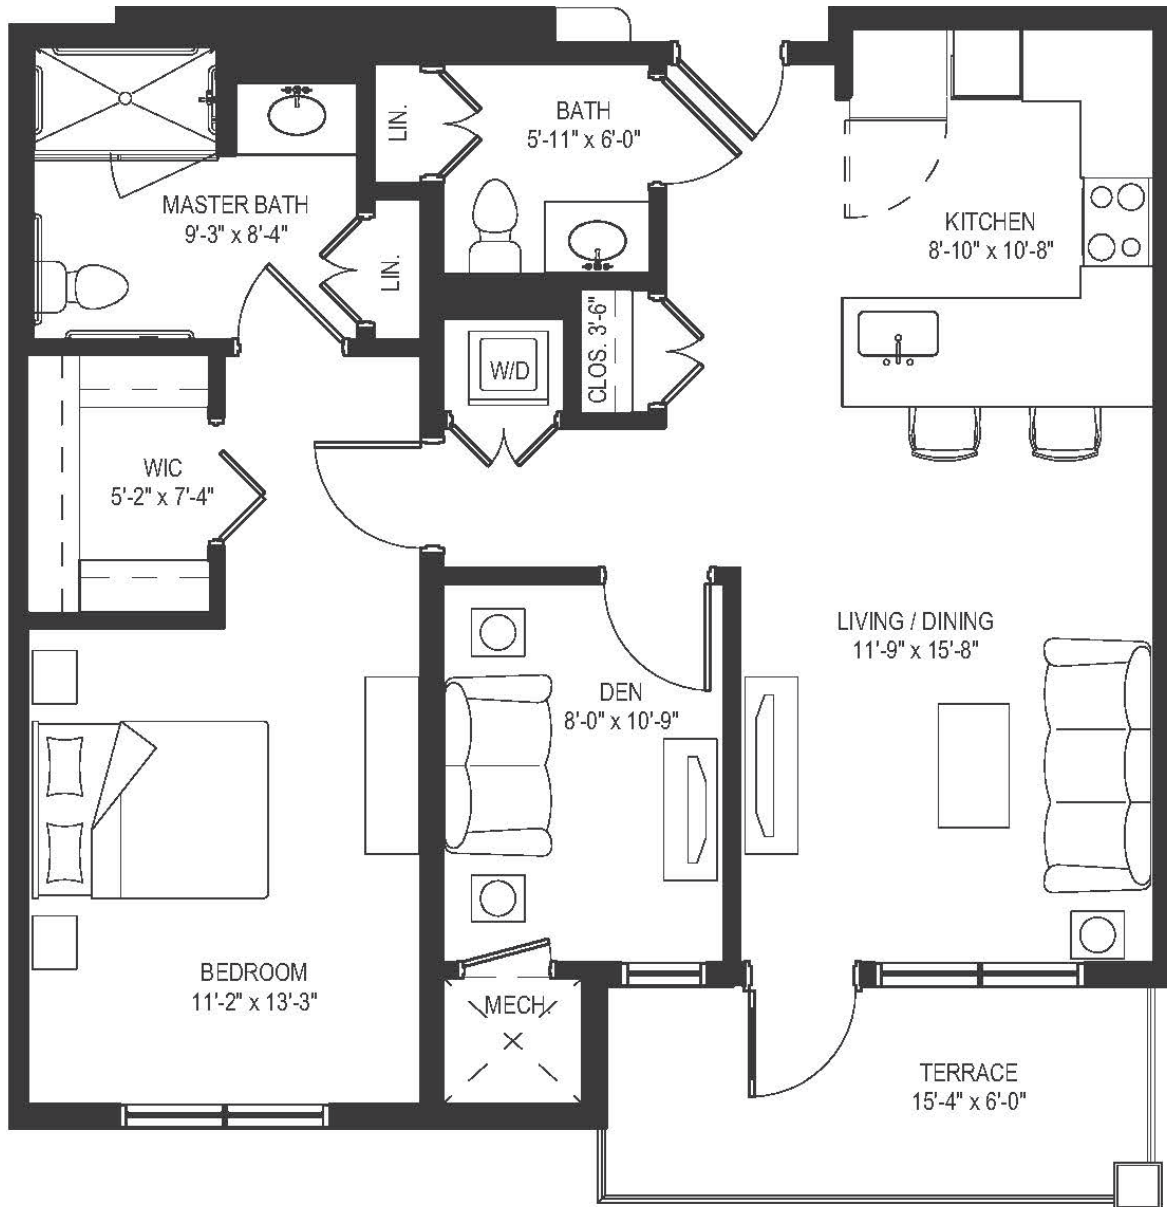 BATH
5'-11" x 6'-0"
LIN.
MASTER BATH
9'-3" x 8'-4"
LIN.
KITCHEN
8'-10" x 10'-8"
CLOS. 3'-6"
W/D
WIC
5'-2" x 7'-4"
LIVING / DINING
11'-9" x 15'-8"
DEN
8'-0" x 10'-9"
BEDROOM
11'-2" x 13'-3"
MECH.
TERRACE
15'-4" x 6'-0"